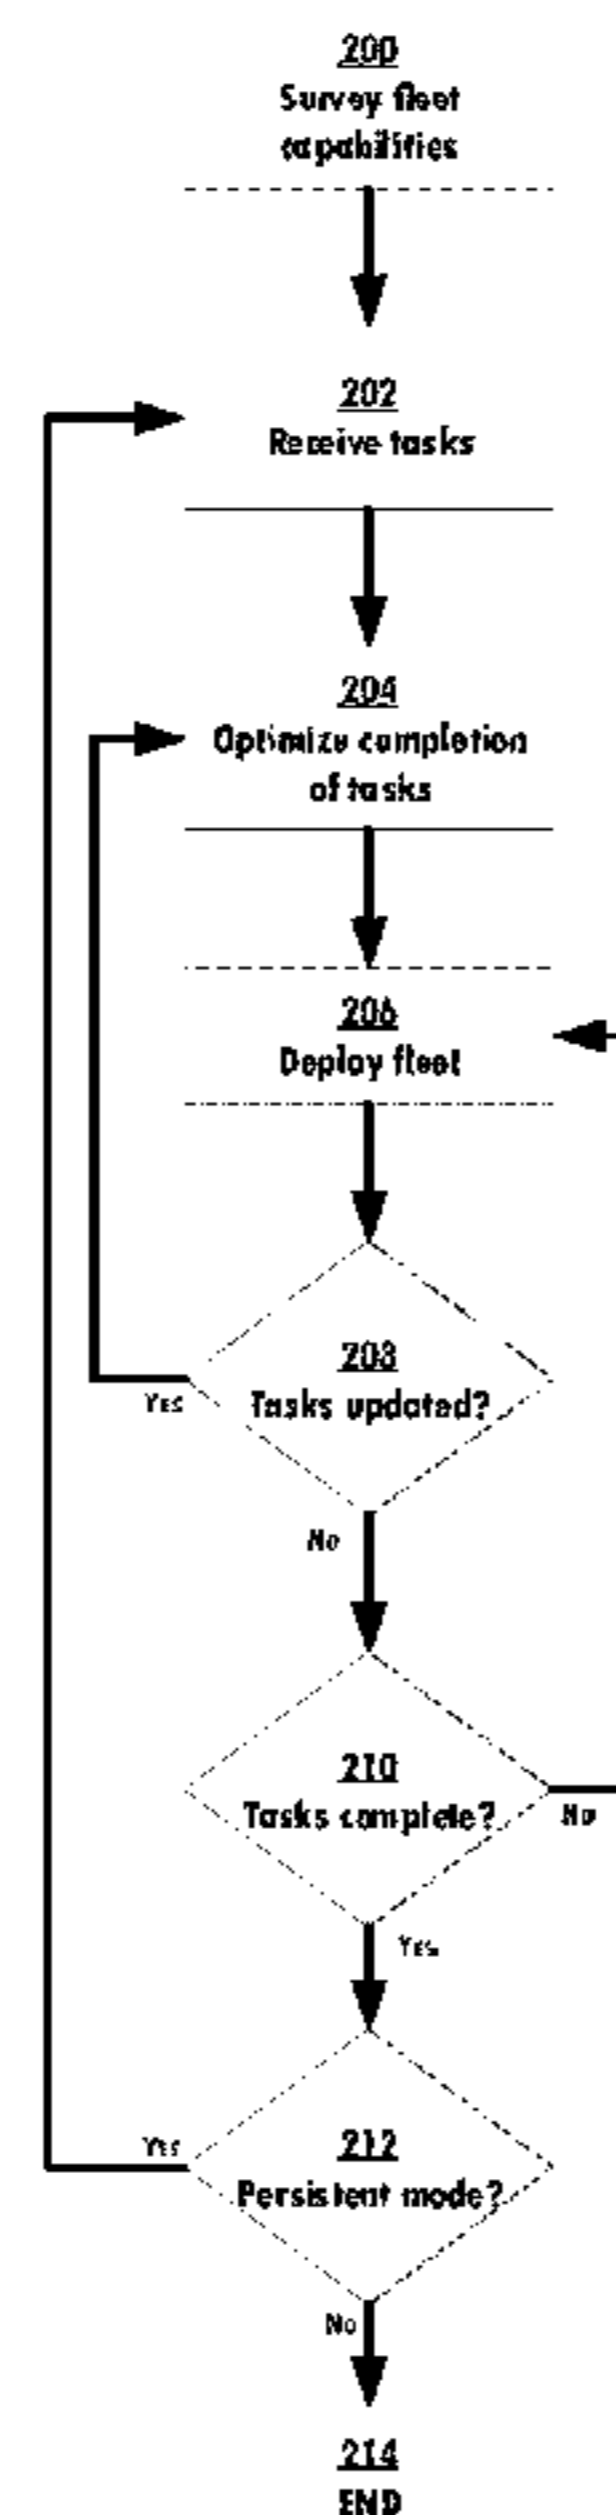 200
Survey fleet
capabilities
202
Receive tasks
204
Optimize completion
of tasks
206
Deploy fleet
208
Tasks updated?
Yes
No
210
Tasks complete?
No
Yes
212
Persistent mode?
Yes
No
214
END